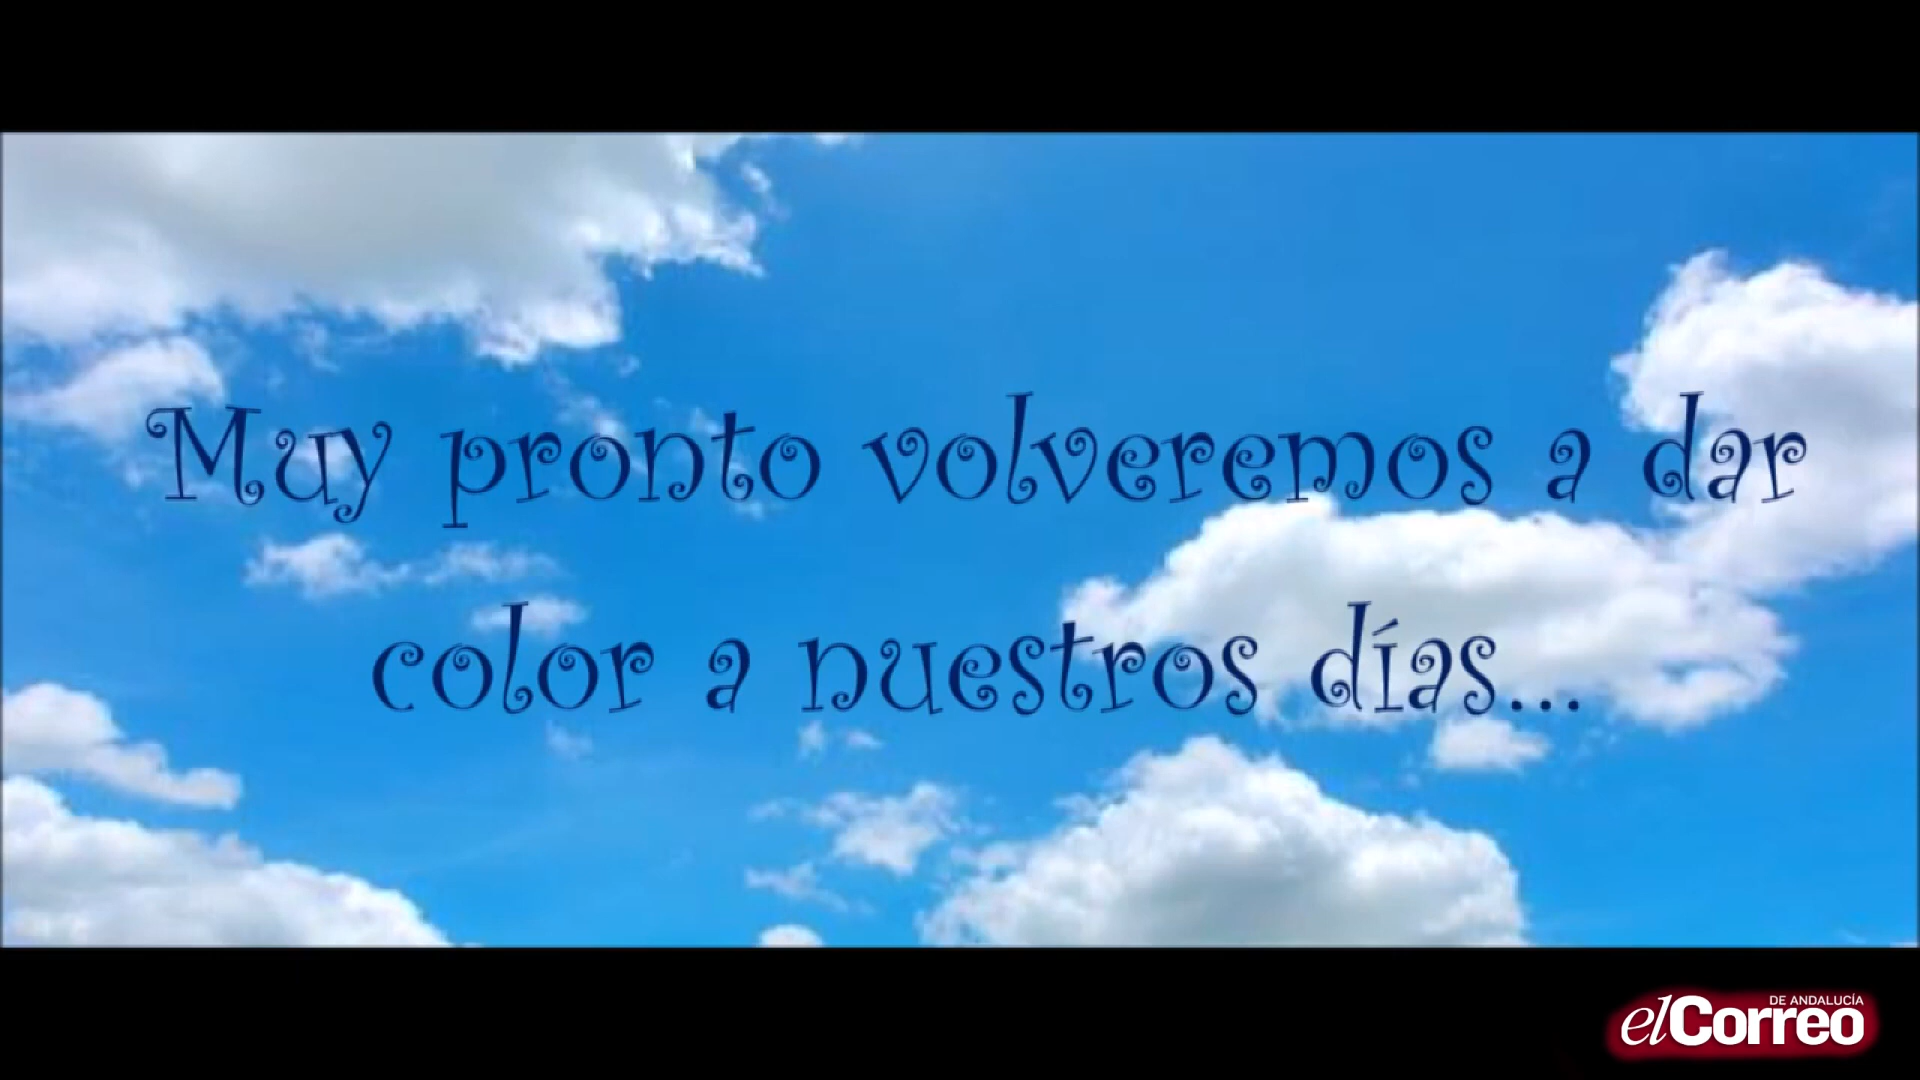 Muy pronto volveremos a dar
color a nuestros días...
DE ANDALUCÍA
elCorreo